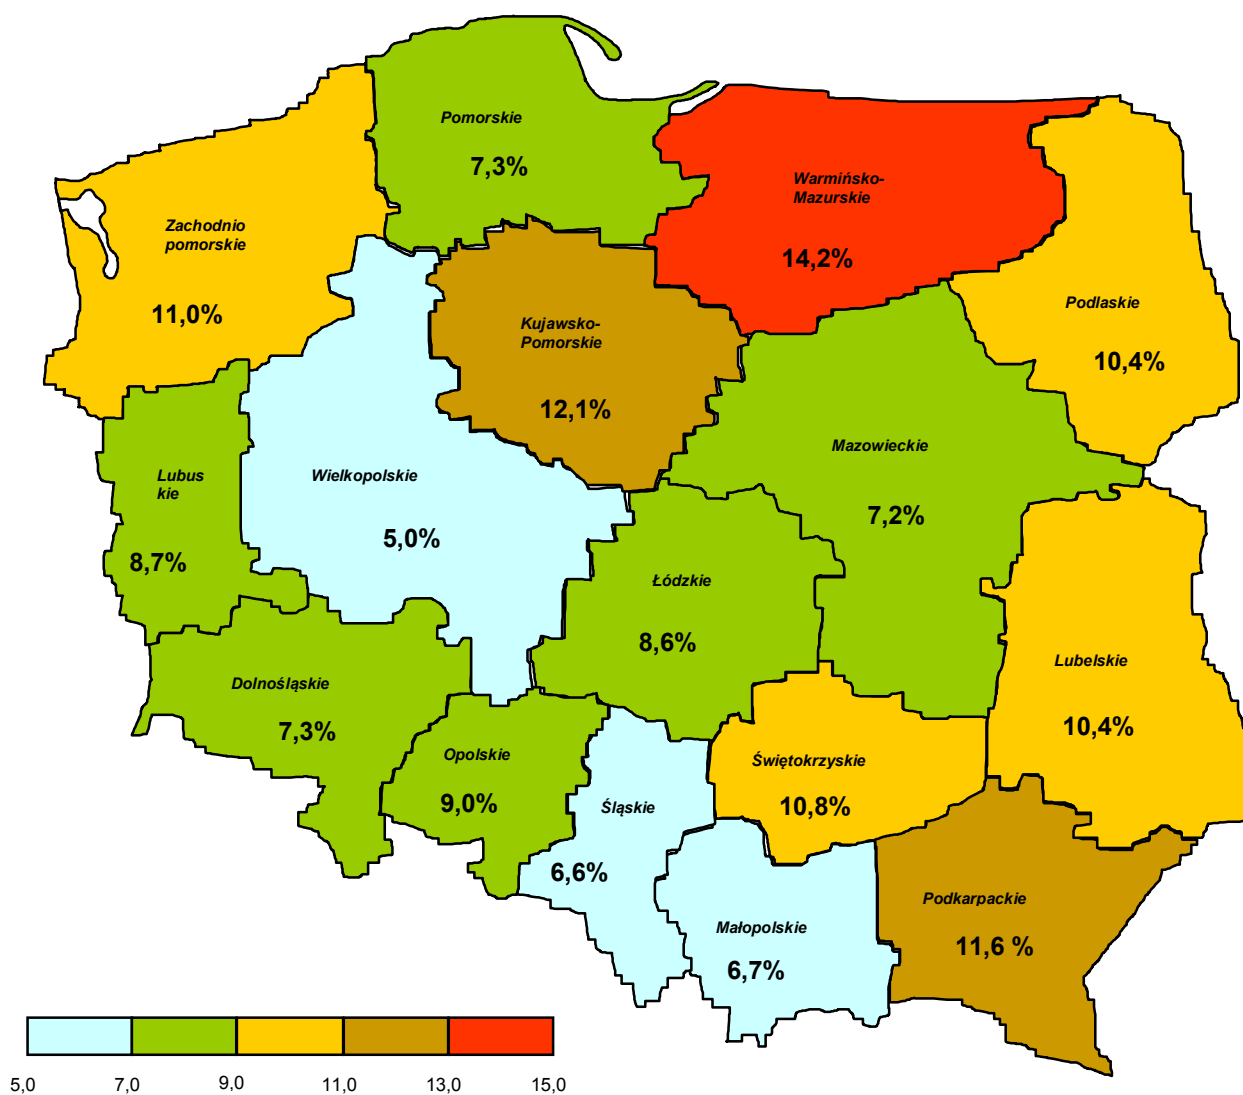 Pomorskie
7,3%
Warmińsko-
Mazurskie
14,2%
Zachodnio
pomorskie
11,0%
Podlaskie
10,4%
Kujawsko-
Pomorskie
12,1%
Mazowieckie
7,2%
Lubus
kie
8,7%
Wielkopolskie
5,0%
Łódzkie
8,6%
Lubelskie
10,4%
Dolnośląskie
7,3%
Opolskie
9,0%
Świętokrzyskie
10,8%
Śląskie
6,6%
Małopolskie
6,7%
Podkarpackie
11,6 %
5,0 7,0 9,0 11,0 13,0 15,0